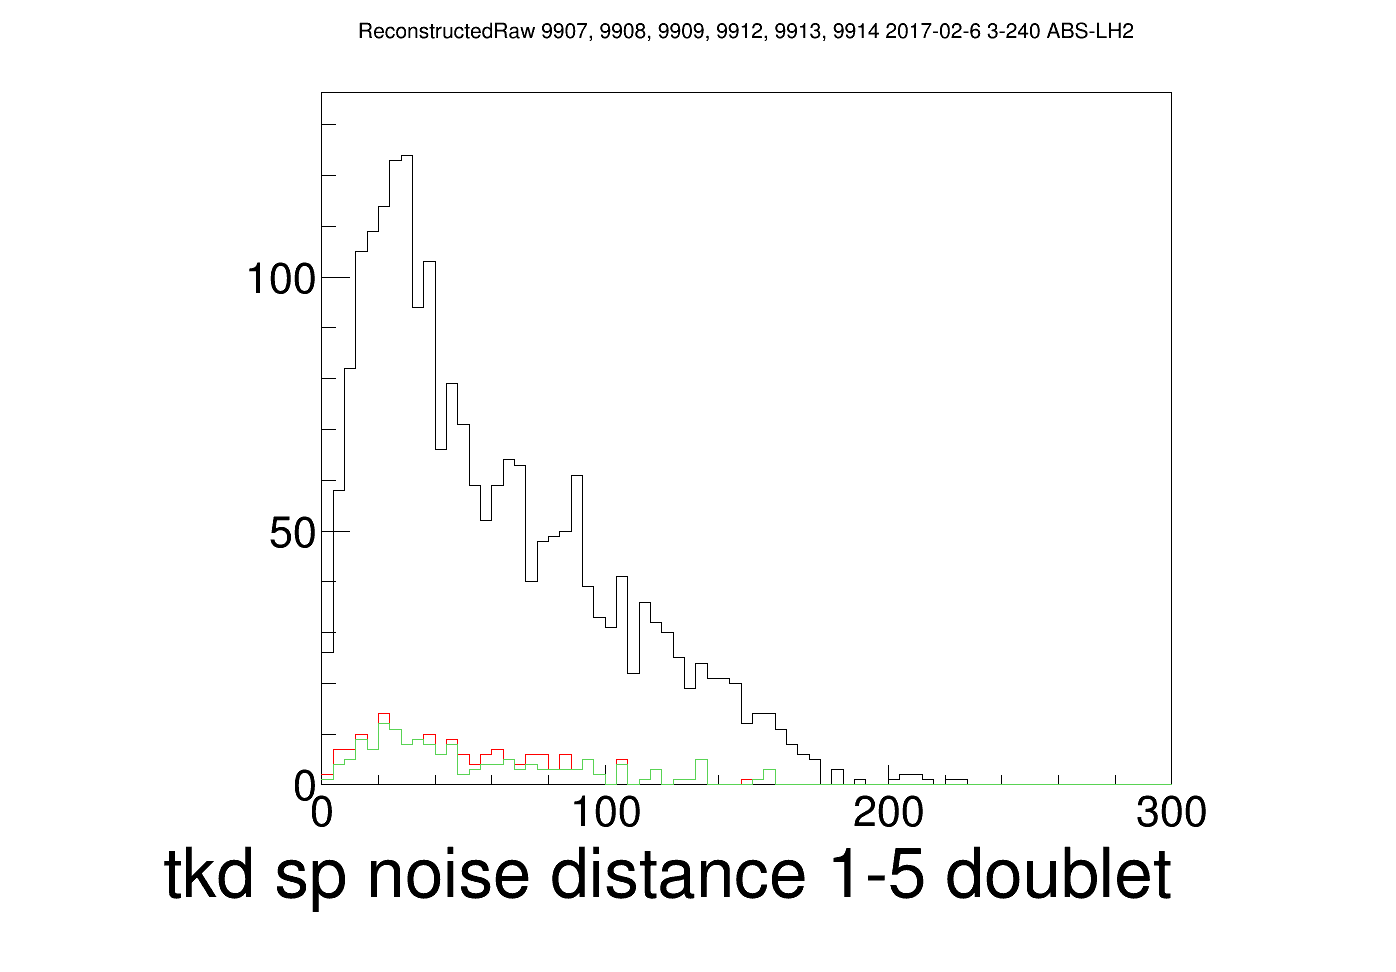 ReconstructedRaw 9907, 9908, 9909, 9912, 9913, 9914 2017-02-6 3-240 ABS-LH2
100
50
0
0 100 200 300
tkd sp noise distance 1-5 doublet